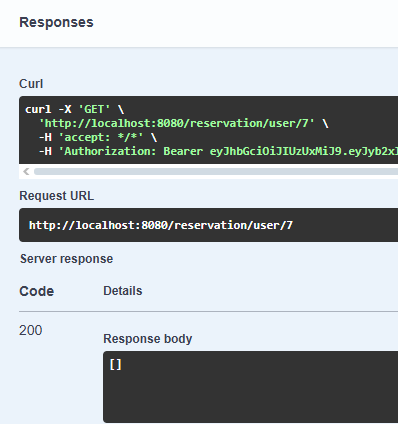 Responses
Curl
curl -X 'GET' \
'http://localhost:8080/reservation/user/7' \
-H 'accept: */*' \
-H 'Authorization: Bearer eyJhbGciOiJIUzUxMiJ9.eyJyb2xl
Request URL
http://localhost:8080/reservation/user/7
Server response
Code Details
200
Response body
[]